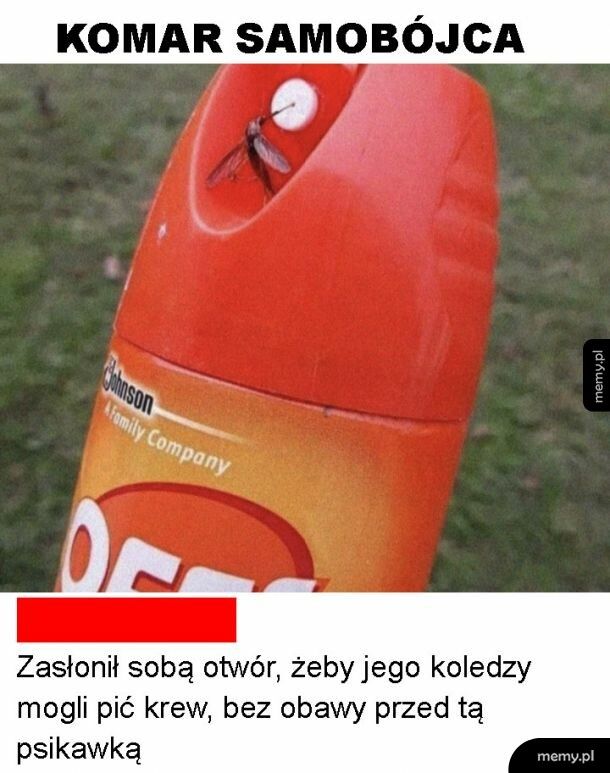 KOMAR SAMOBÓJCA
memy.pl
Johnson
A Family Company
OFF!
Zasłonił sobą otwór, żeby jego koledzy
mogli pić krew, bez obawy przed tą
psikawką
memy.pl